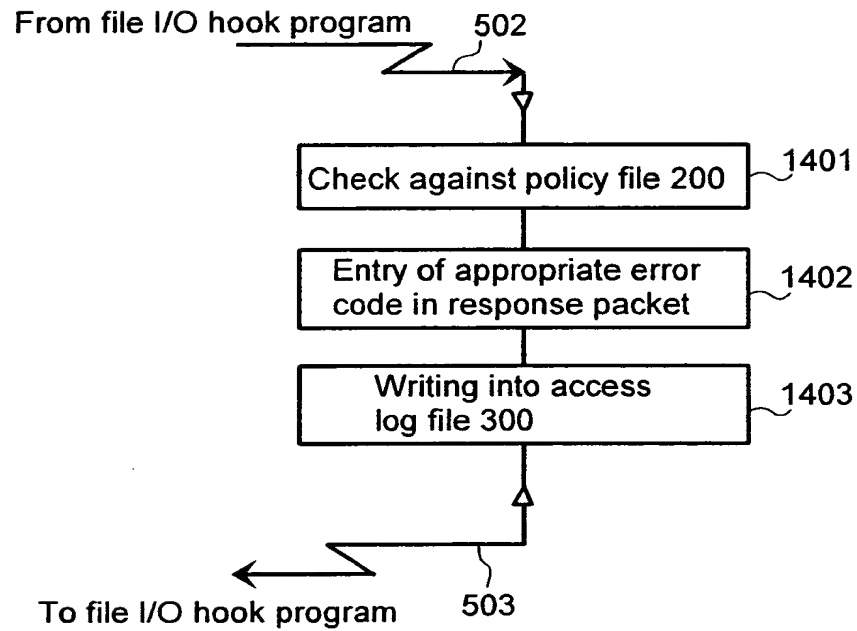 From file I/O hook program
502
Check against policy file 200
1401
Entry of appropriate error
code in response packet
1402
Writing into access
log file 300
1403
503
To file I/O hook program